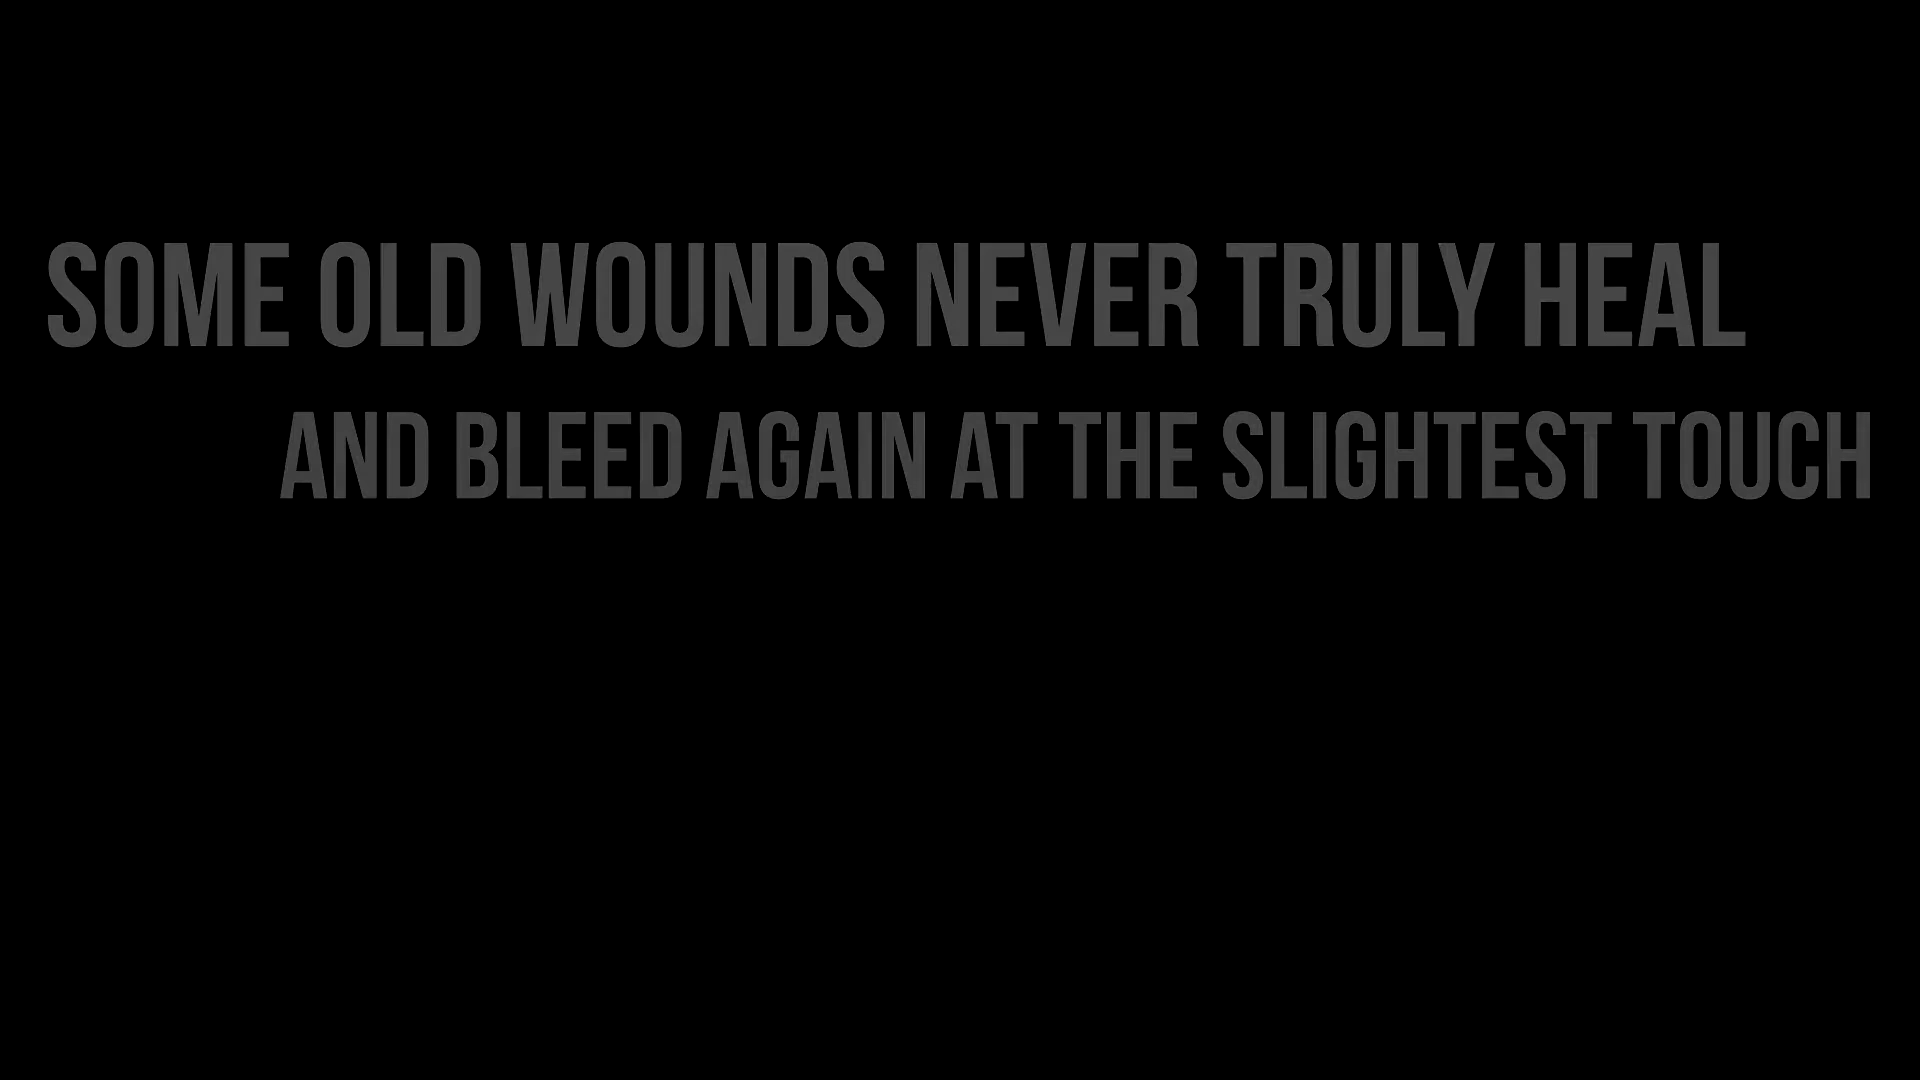 SOME OLD WOUNDS NEVER TRULY HEAL
AND BLEED AGAIN AT THE SLIGHTEST TOUCH